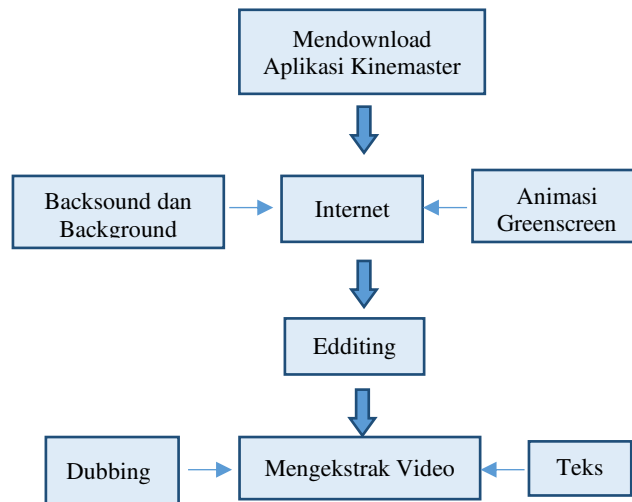 Mendownload
Aplikasi Kinemaster
Backsound dan
Background
Internet
Animasi
Greenscreen
Edditing
Dubbing
Mengekstrak Video
Teks